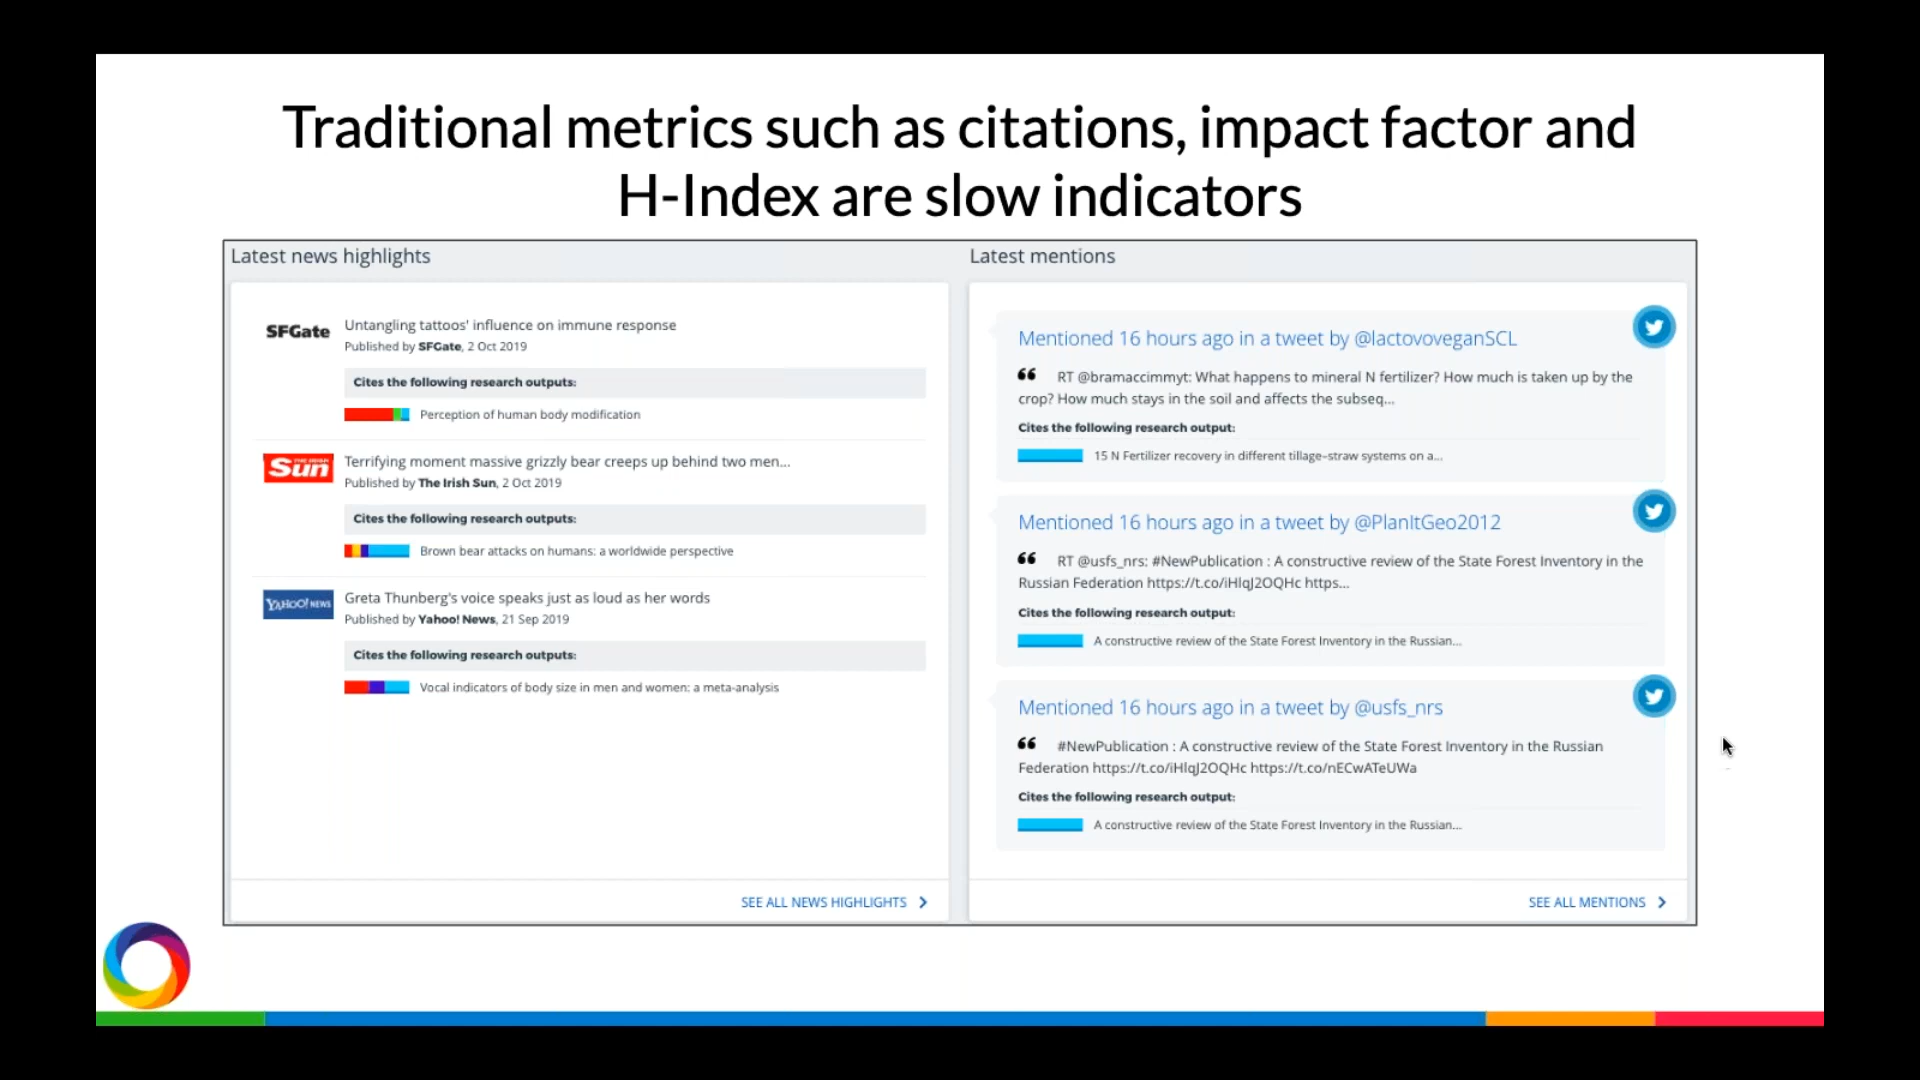 Traditional metrics such as citations, impact factor and
H-Index are slow indicators
Latest news highlights
SFGate
Untangling tattoos' influence on immune response
Published by SFGate, 2 Oct 2019
Cites the following research outputs:
Perception of human body modification
THE IRISH Sun
Terrifying moment massive grizzly bear creeps up behind two men...
Published by The Irish Sun, 2 Oct 2019
Cites the following research outputs:
Brown bear attacks on humans: a worldwide perspective
YAHOO! NEWS
Greta Thunberg's voice speaks just as loud as her words
Published by Yahoo! News, 21 Sep 2019
Cites the following research outputs:
Vocal indicators of body size in men and women: a meta-analysis
SEE ALL NEWS HIGHLIGHTS
Latest mentions
Mentioned 16 hours ago in a tweet by @lactovoveganSCL
“ RT @bramaccimmyt: What happens to mineral N fertilizer? How much is taken up by the
crop? How much stays in the soil and affects the subseq...
Cites the following research output:
15 N Fertilizer recovery in different tillage–straw systems on a...
Mentioned 16 hours ago in a tweet by @PlanItGeo2012
“ RT @usfs_nrs: #NewPublication : A constructive review of the State Forest Inventory in the
Russian Federation https://t.co/iHlqJ2OQHc https...
Cites the following research output:
A constructive review of the State Forest Inventory in the Russian...
Mentioned 16 hours ago in a tweet by @usfs_nrs
“ #NewPublication : A constructive review of the State Forest Inventory in the Russian
Federation https://t.co/iHlqJ2OQHc https://t.co/nECwATeUWa
Cites the following research output:
A constructive review of the State Forest Inventory in the Russian...
SEE ALL MENTIONS